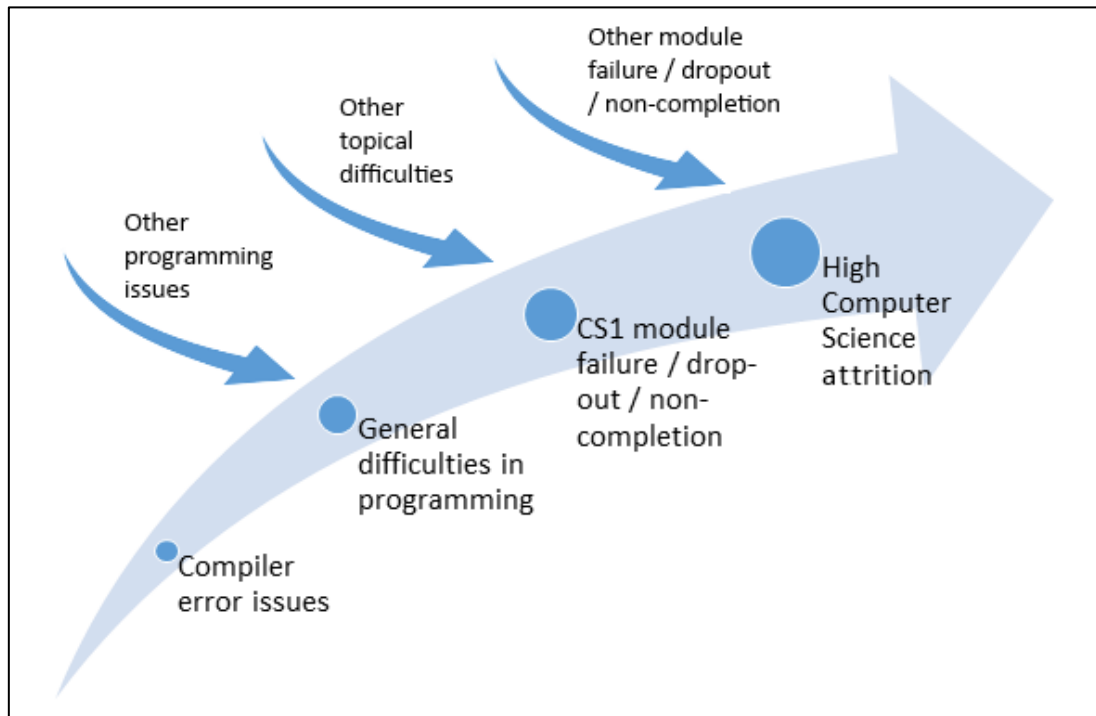 Other module
failure / dropout
/ non-completion
Other
topical
difficulties
Other
programming
issues
High
Computer
Science
attrition
CS1 module
failure / drop-
out / non-
completion
General
difficulties in
programming
Compiler
error issues